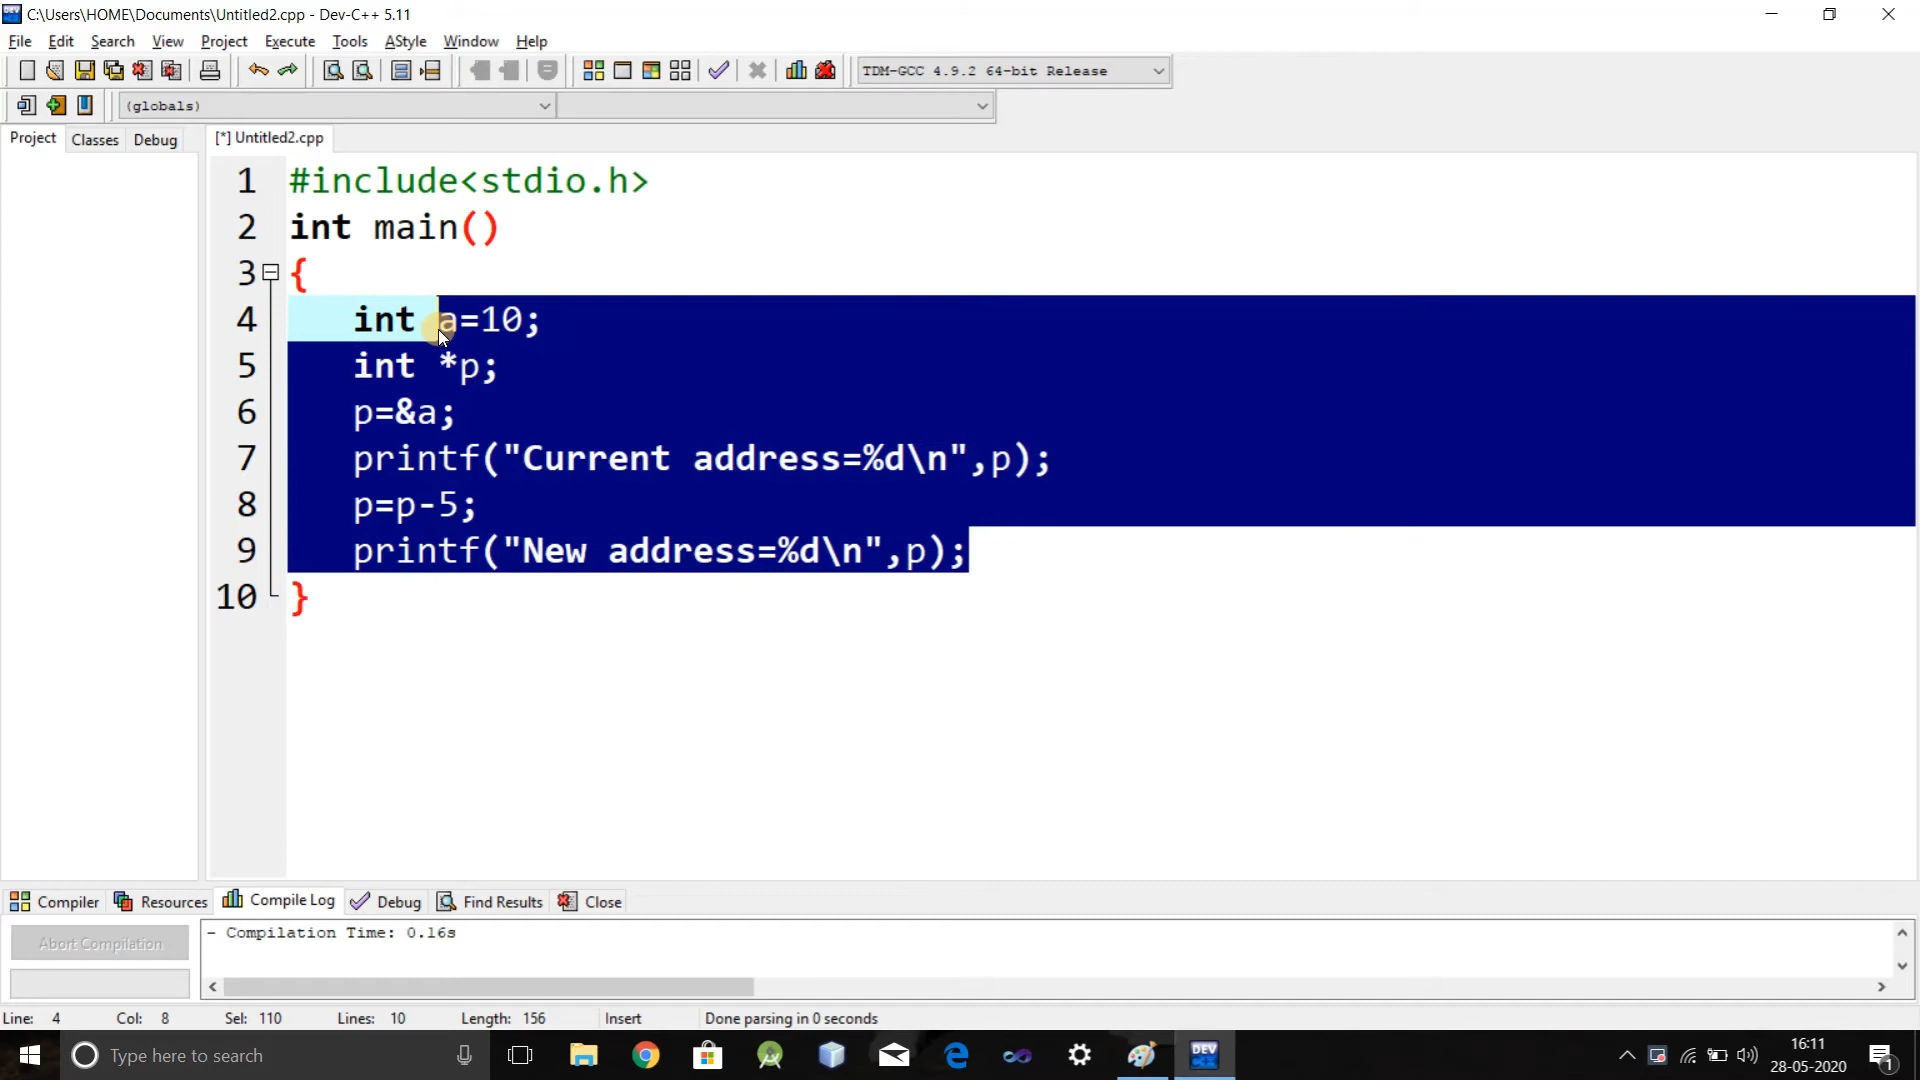 C:\Users\HOME\Documents\Untitled2.cpp - Dev-C++ 5.11
File Edit Search View Project Execute Tools AStyle Window Help
TDM-GCC 4.9.2 64-bit Release
(globals)
Project Classes Debug [*] Untitled2.cpp
1 #include<stdio.h>
2 int main()
3 {
4 int a=10;
5 int *p;
6 p=&a;
7 printf("Current address=%d\n",p);
8 p=p-5;
9 printf("New address=%d\n",p);
10 }
Compiler Resources Compile Log Debug Find Results Close
Abort Compilation
- Compilation Time: 0.16s
Line: 4 Col: 8 Sel: 110 Lines: 10 Length: 156 Insert Done parsing in 0 seconds
Type here to search
DEV
16:11
28-05-2020
1